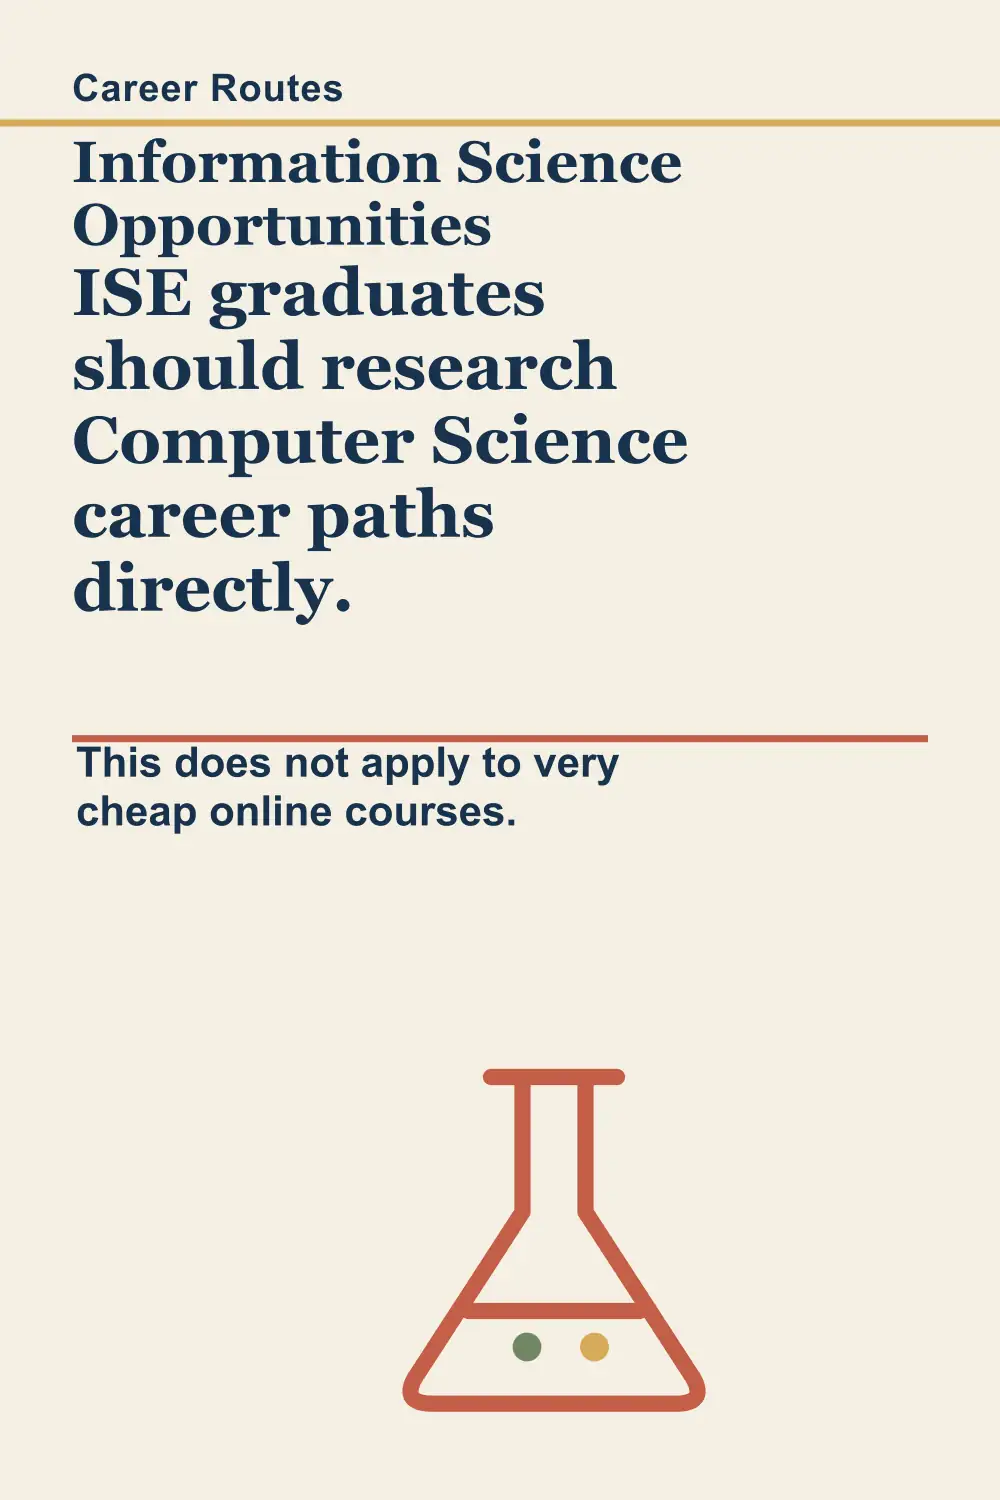 Career Routes
Information Science
Opportunities
ISE graduates
should research
Computer Science
career paths
directly.
This does not apply to very
cheap online courses.